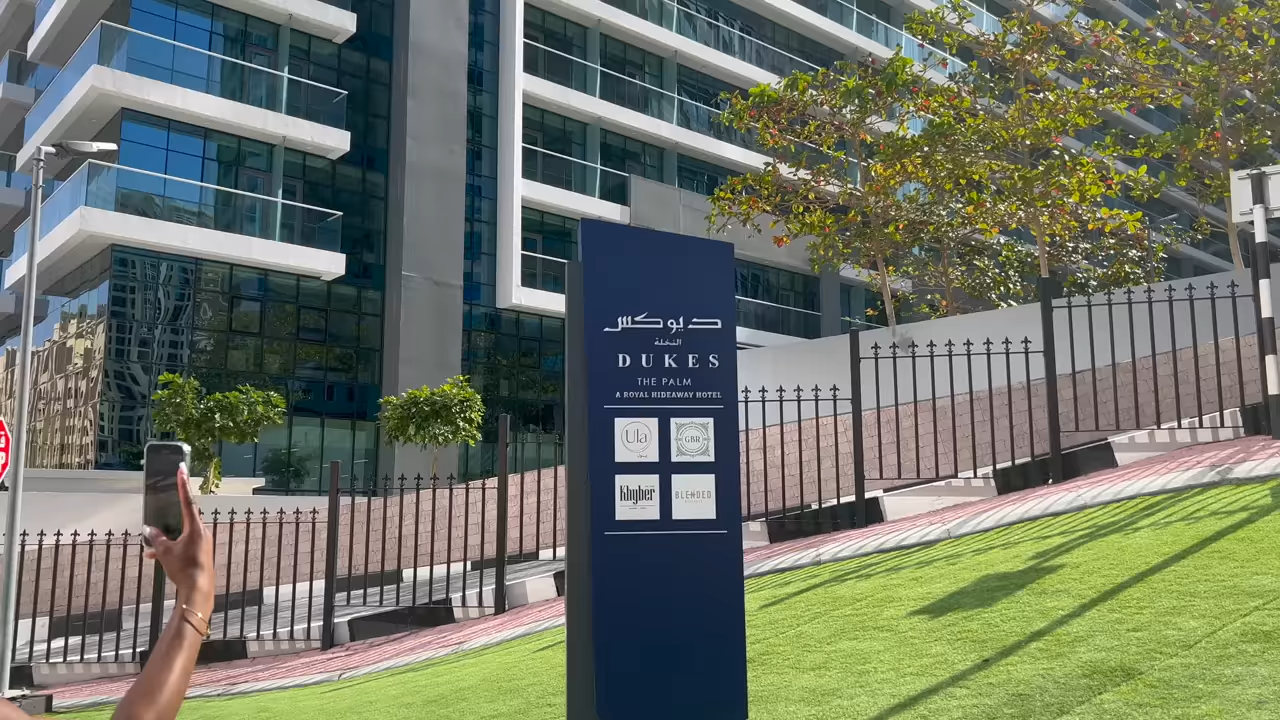 ديوكس
النخلة
DUKES
THE PALM
A ROYAL HIDEAWAY HOTEL
Ula
GBR
Khyber
BLENDED